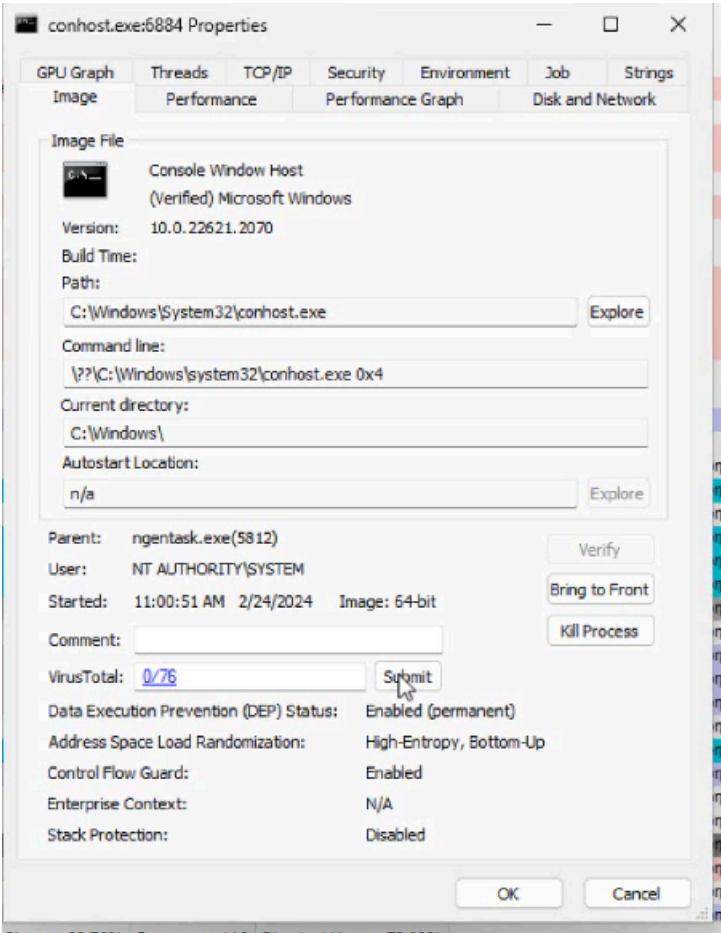 conhost.exe:6884 Properties
GPU Graph Threads TCP/IP Security Environment Job Strings
Image Performance Performance Graph Disk and Network
Image File
Console Window Host
(Verified) Microsoft Windows
Version: 10.0.22621.2070
Build Time:
Path:
C:\Windows\System32\conhost.exe Explore
Command line:
\??\C:\Windows\system32\conhost.exe 0x4
Current directory:
C:\Windows\
Autostart Location:
n/a Explore
Parent: ngentask.exe(5812)
Verify
User: NT AUTHORITY\SYSTEM
Bring to Front
Started: 11:00:51 AM 2/24/2024 Image: 64-bit
Kill Process
Comment:
VirusTotal: 0/76 Submit
Data Execution Prevention (DEP) Status: Enabled (permanent)
Address Space Load Randomization: High-Entropy, Bottom-Up
Control Flow Guard: Enabled
Enterprise Context: N/A
Stack Protection: Disabled
OK Cancel